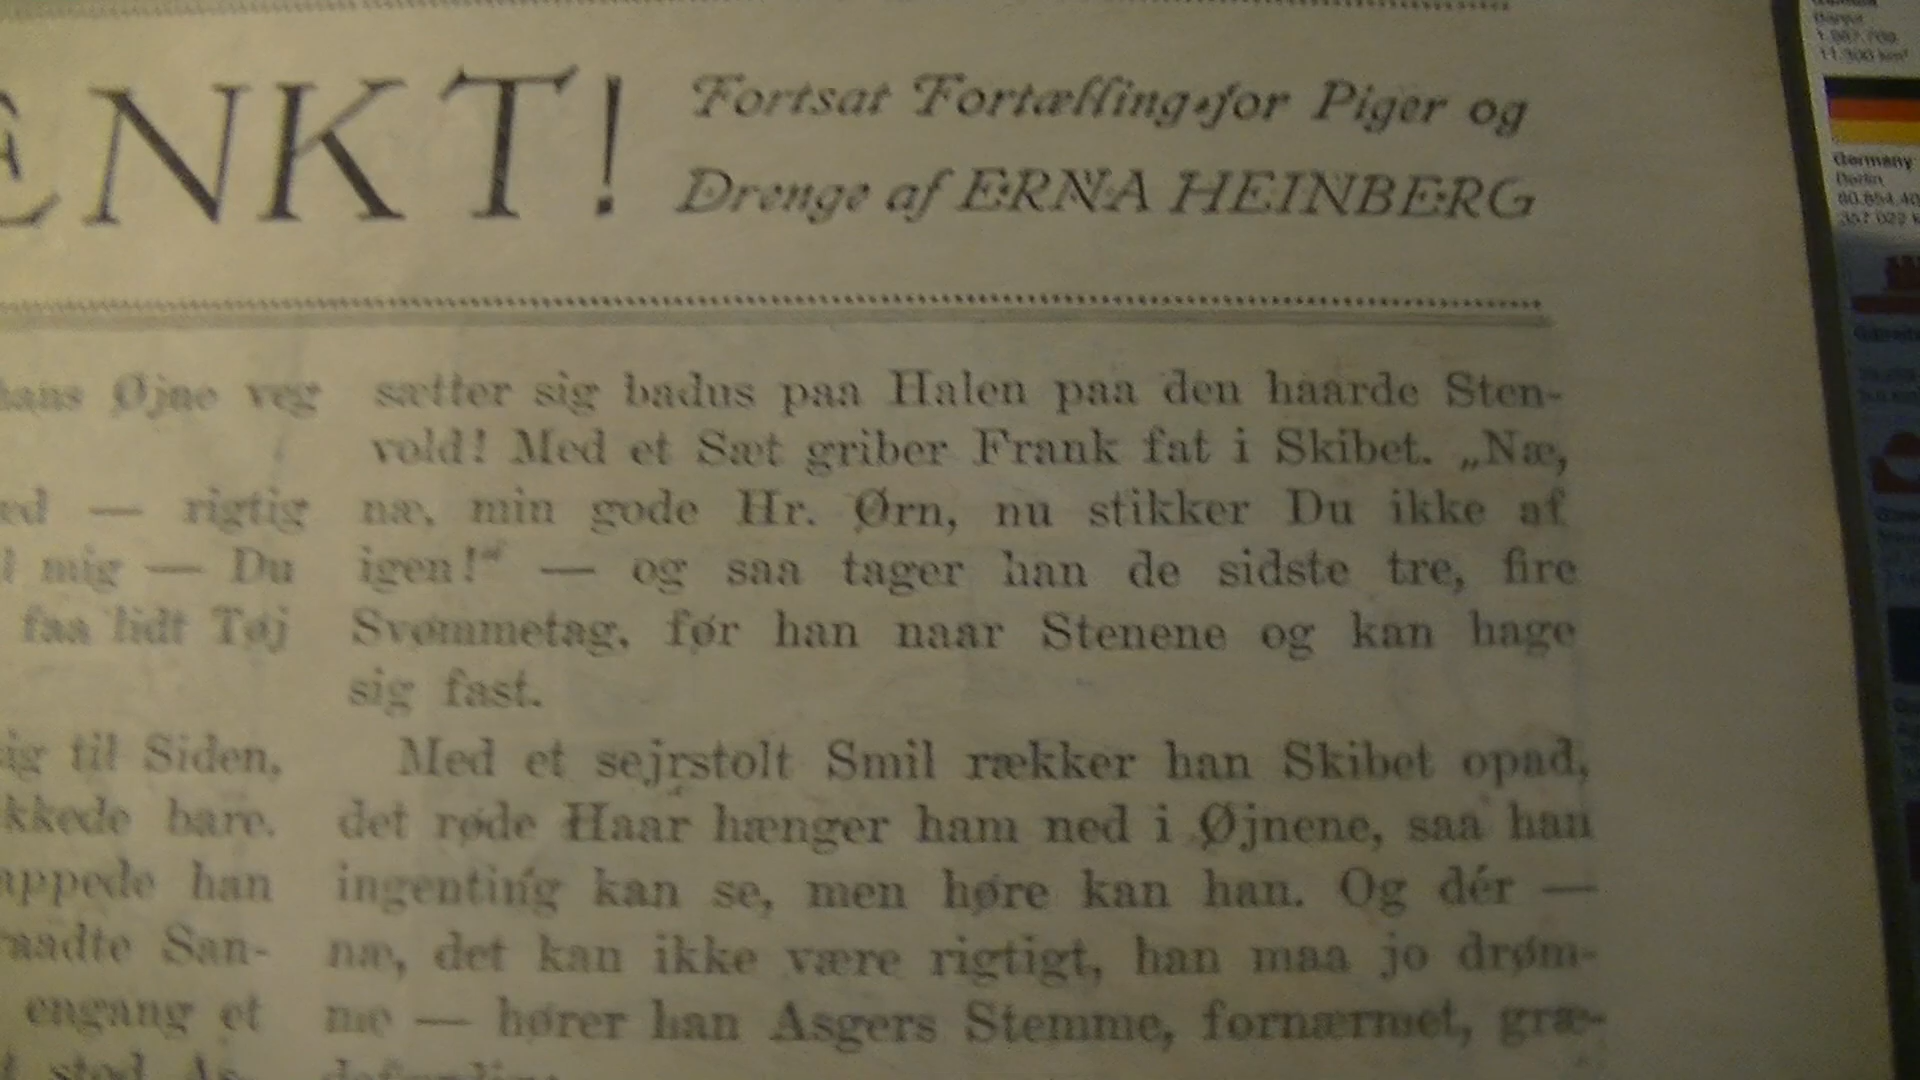 ÆNKT!
Fortsat Fortælling for Piger og
Drenge af ERNA HEINBERG
hans Øjne veg
rigtig
mig — Du
faa lidt Tøj
til Siden,
bare.
han
San-
engang et
stod As-
sætter sig badus paa Halen paa den haarde Sten-
vold! Med et Sæt griber Frank fat i Skibet. „Næ,
næ, min gode Hr. Ørn, nu stikker Du ikke af
igen!“ — og saa tager han de sidste tre, fire
Svømmetag, før han naar Stenene og kan hage
sig fast.
Med et sejrstolt Smil rækker han Skibet opad,
det røde Haar hænger ham ned i Øjnene, saa han
ingenting kan se, men høre kan han. Og dér —
næ, det kan ikke være rigtigt, han maa jo drøm-
me — hører han Asgers Stemme, fornærmet, græ-
Germany
Berlin